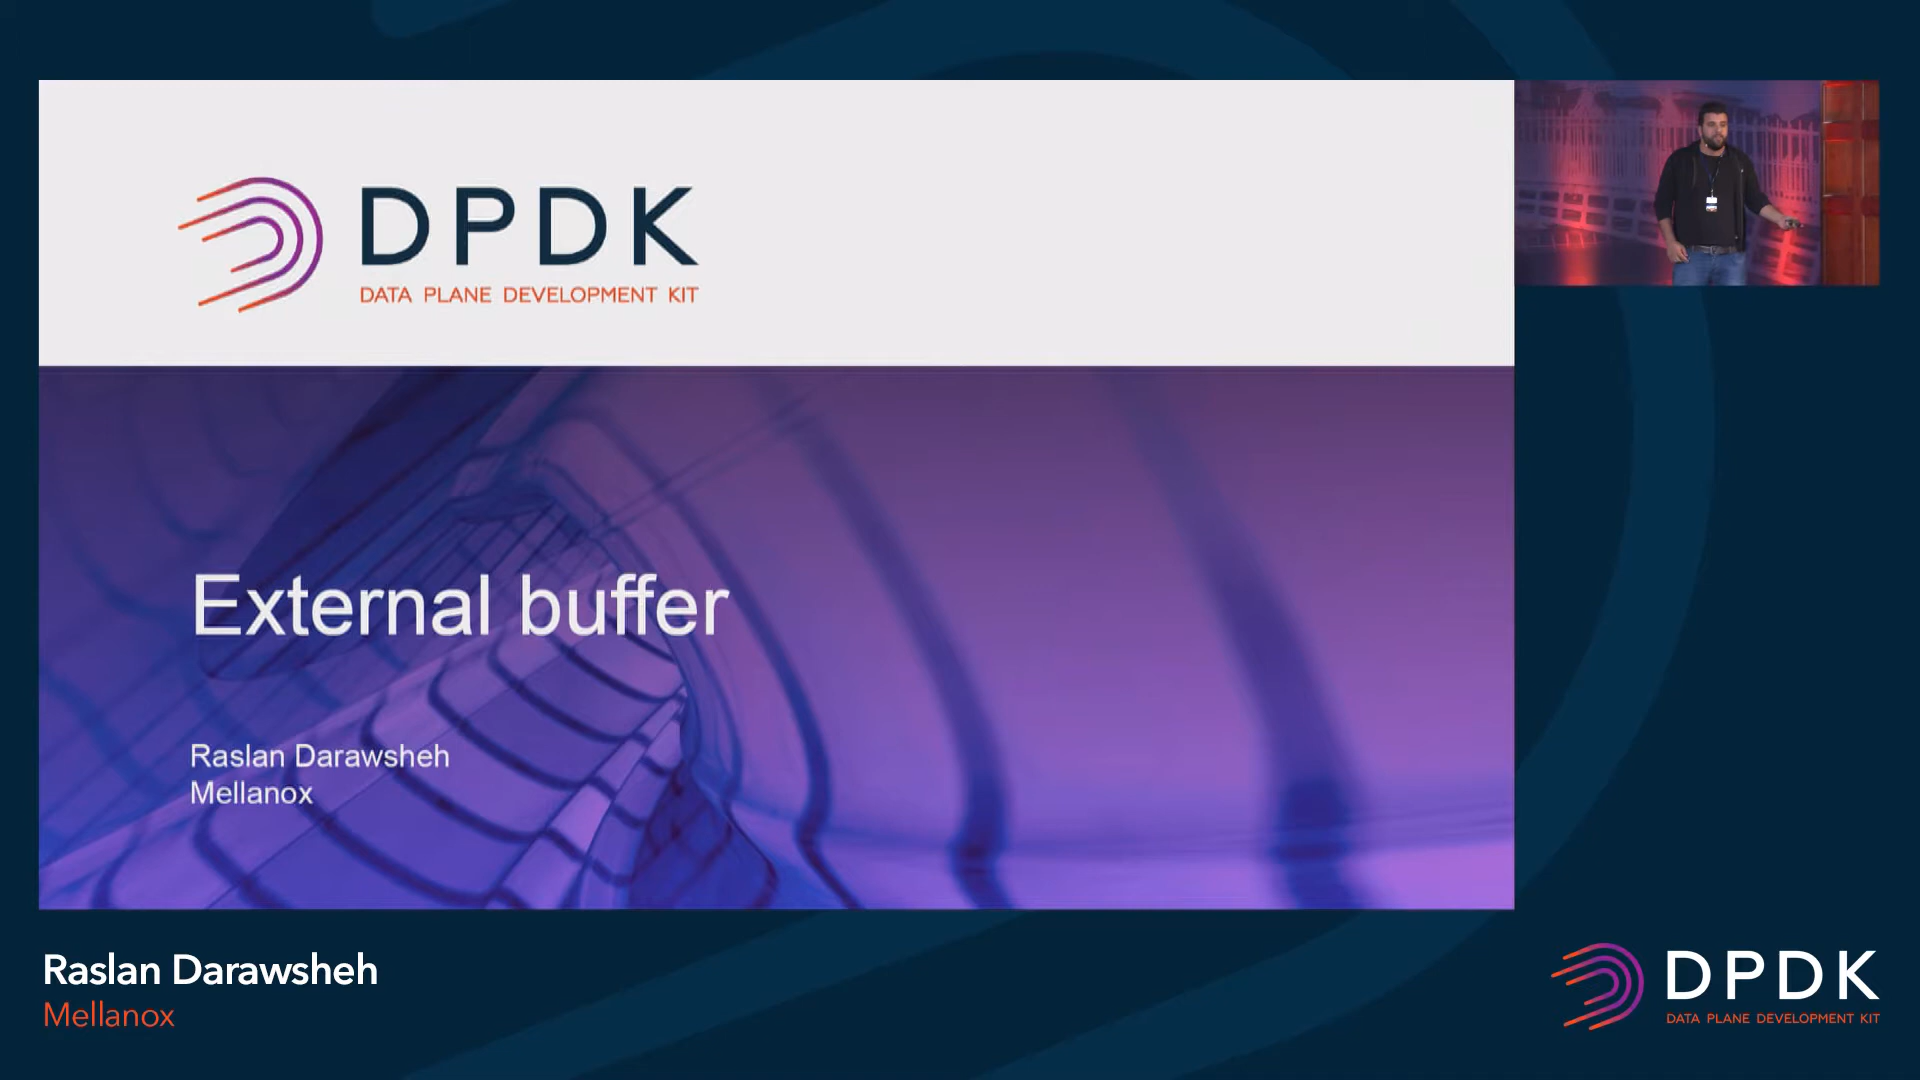 DPDK
DATA PLANE DEVELOPMENT KIT
External buffer
Raslan Darawsheh
Mellanox
Raslan Darawsheh
Mellanox
DPDK
DATA PLANE DEVELOPMENT KIT